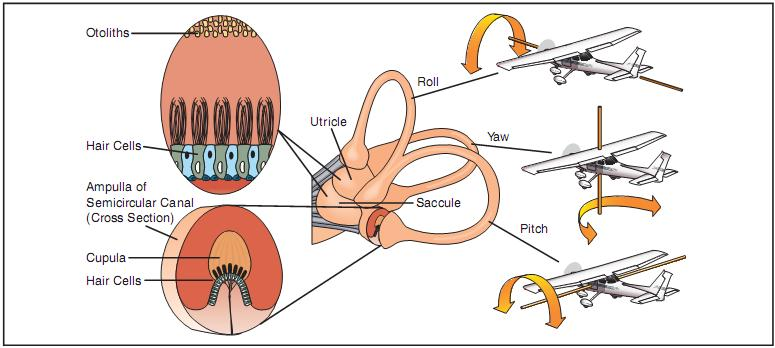 Otoliths
Hair Cells
Ampulla of
Semicircular Canal
(Cross Section)
Cupula
Hair Cells
Utricle
Saccule
Roll
Yaw
Pitch